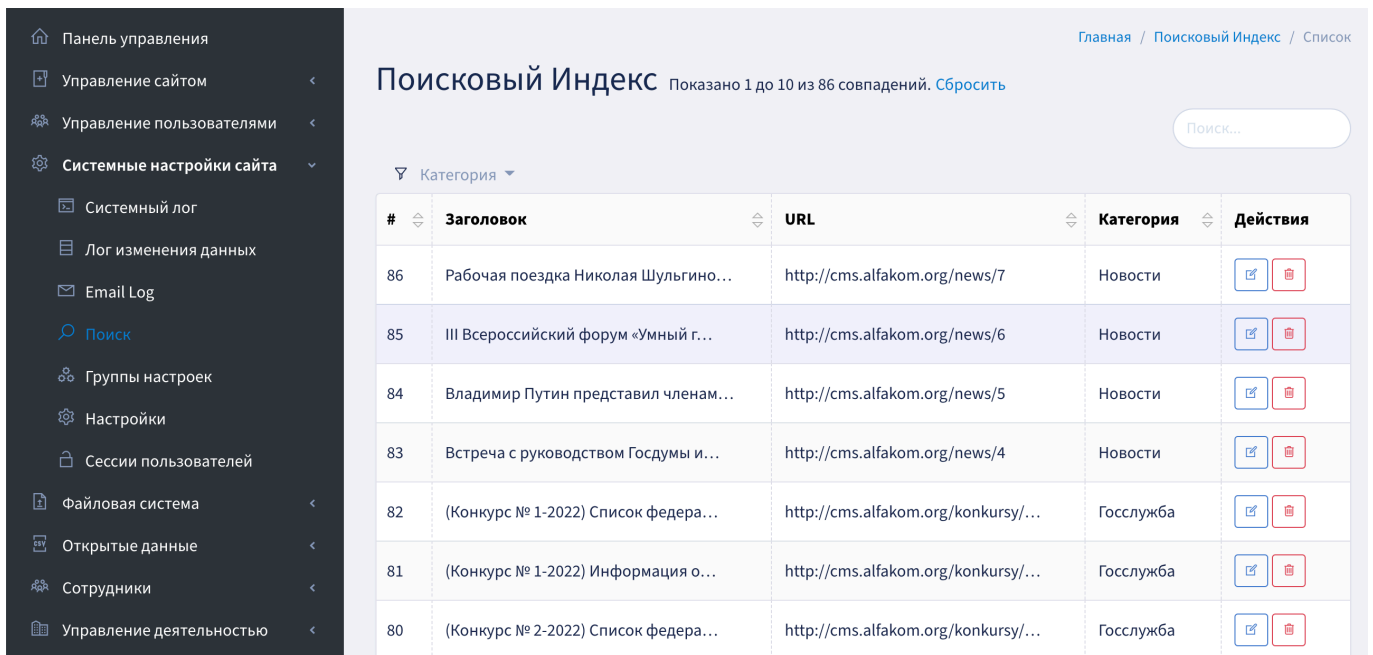 Панель управления
Управление сайтом
Управление пользователями
Системные настройки сайта
Системный лог
Лог изменения данных
Email Log
Поиск
Группы настроек
Настройки
Сессии пользователей
Файловая система
Открытые данные
Сотрудники
Управление деятельностью
Главная / Поисковый Индекс / Список
Поисковый Индекс Показано 1 до 10 из 86 совпадений. Сбросить
Поиск...
Категория
# Заголовок URL Категория Действия
86 Рабочая поездка Николая Шульгино... http://cms.alfakom.org/news/7 Новости
85 III Всероссийский форум «Умный г... http://cms.alfakom.org/news/6 Новости
84 Владимир Путин представил членам... http://cms.alfakom.org/news/5 Новости
83 Встреча с руководством Госдумы и... http://cms.alfakom.org/news/4 Новости
82 (Конкурс № 1-2022) Список федера... http://cms.alfakom.org/konkursy/... Госслужба
81 (Конкурс № 1-2022) Информация о... http://cms.alfakom.org/konkursy/... Госслужба
80 (Конкурс № 2-2022) Список федера... http://cms.alfakom.org/konkursy/... Госслужба